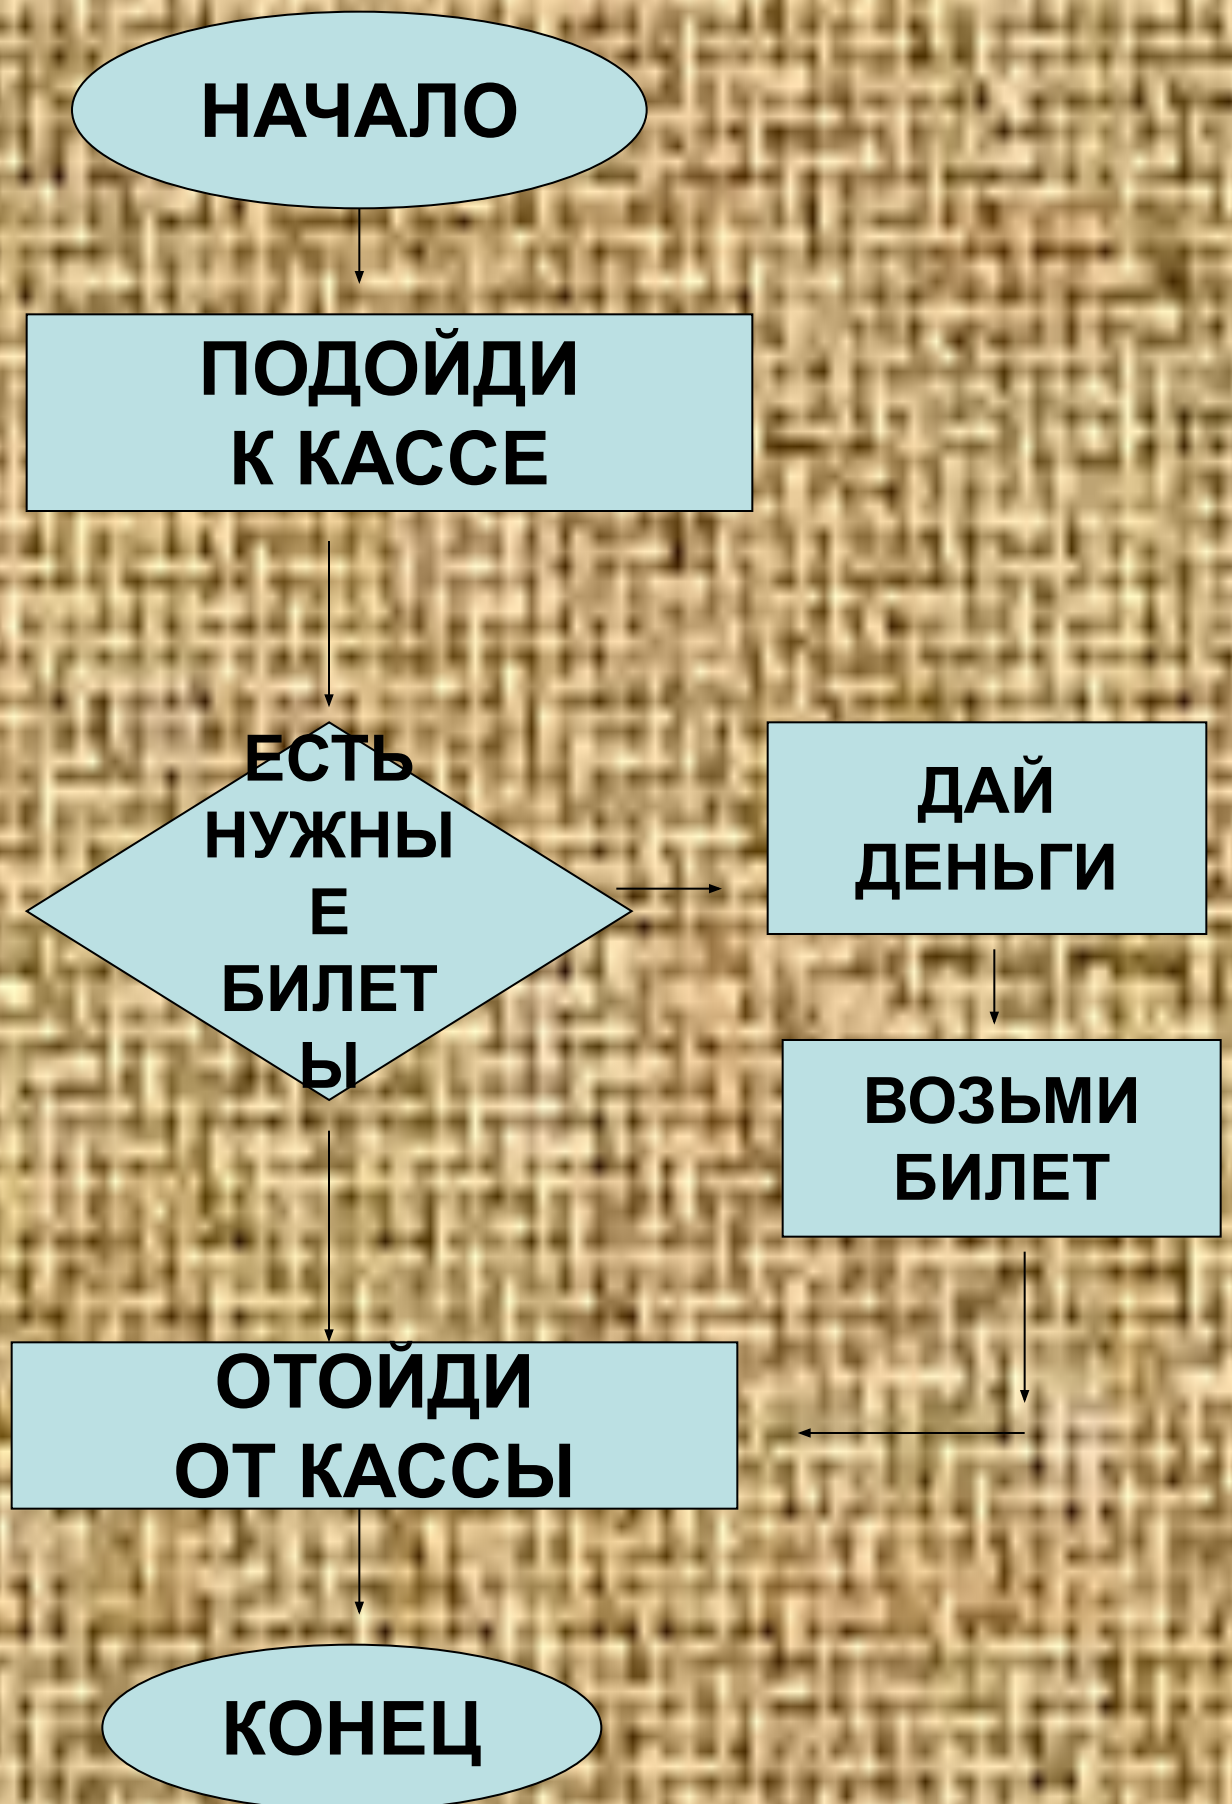 НАЧАЛО
ПОДОЙДИ
К КАССЕ
ЕСТЬ
НУЖНЫ
Е
БИЛЕТ
Ы
ДАЙ
ДЕНЬГИ
ВОЗЬМИ
БИЛЕТ
ОТОЙДИ
ОТ КАССЫ
КОНЕЦ